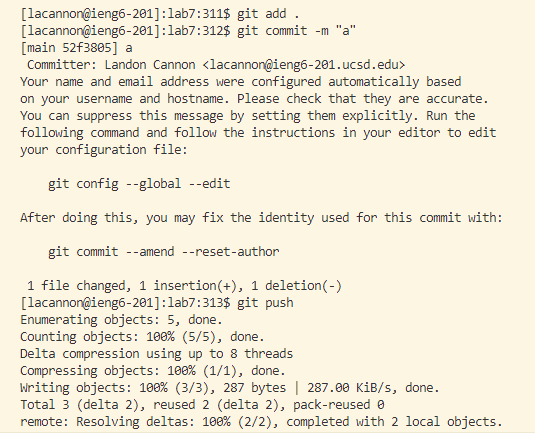 [lacannon@ieng6-201]:lab7:311$ git add .
[lacannon@ieng6-201]:lab7:312$ git commit -m "a"
[main 52f3805] a
 Committer: Landon Cannon <lacannon@ieng6-201.ucsd.edu>
Your name and email address were configured automatically based
on your username and hostname. Please check that they are accurate.
You can suppress this message by setting them explicitly. Run the
following command and follow the instructions in your editor to edit
your configuration file:

    git config --global --edit

After doing this, you may fix the identity used for this commit with:

    git commit --amend --reset-author

 1 file changed, 1 insertion(+), 1 deletion(-)
[lacannon@ieng6-201]:lab7:313$ git push
Enumerating objects: 5, done.
Counting objects: 100% (5/5), done.
Delta compression using up to 8 threads
Compressing objects: 100% (1/1), done.
Writing objects: 100% (3/3), 287 bytes | 287.00 KiB/s, done.
Total 3 (delta 2), reused 2 (delta 2), pack-reused 0
remote: Resolving deltas: 100% (2/2), completed with 2 local objects.